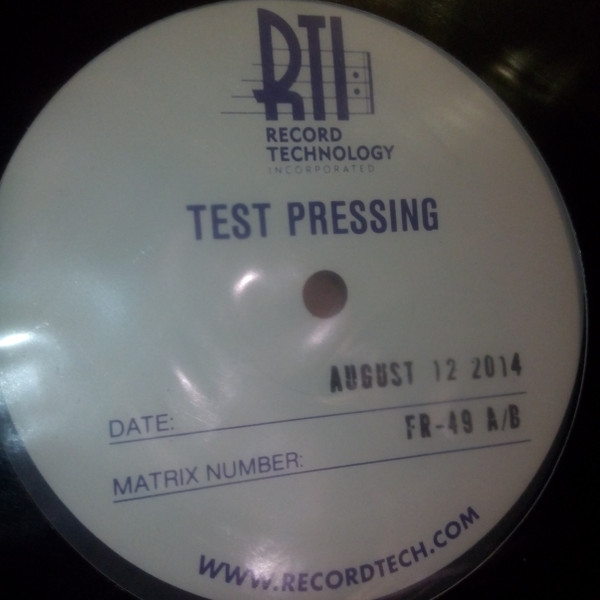 RTI
RECORD
TECHNOLOGY
INCORPORATED
TEST PRESSING
AUGUST 12 2014
DATE:
FR-49 A/B
MATRIX NUMBER:
WWW.RECORDTECH.COM